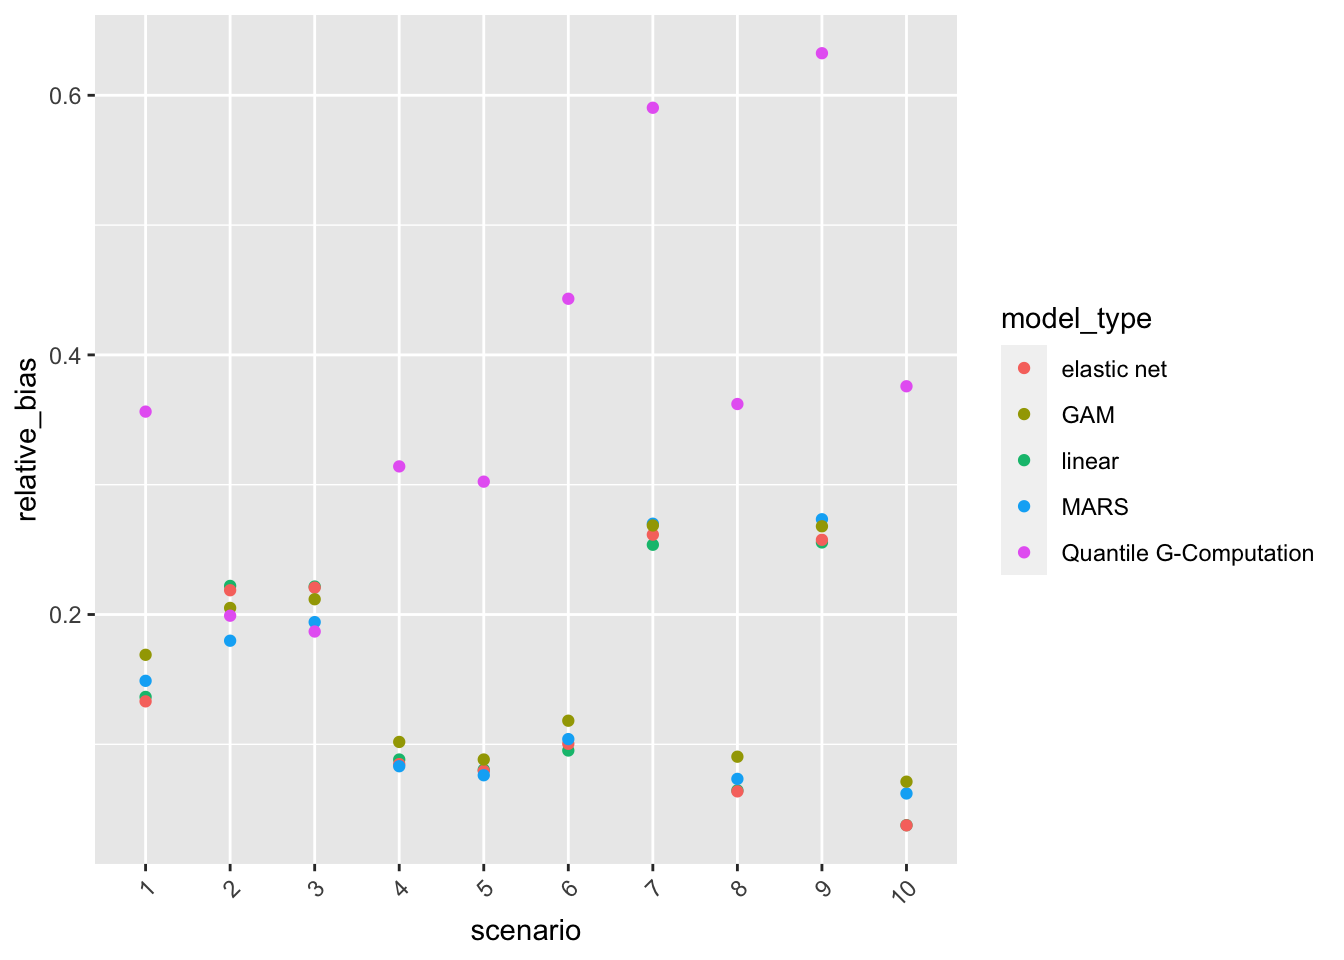 0.6
0.4
0.2
relative_bias
1
2
3
4
5
6
7
8
9
10
scenario
model_type
elastic net
GAM
linear
MARS
Quantile G-Computation